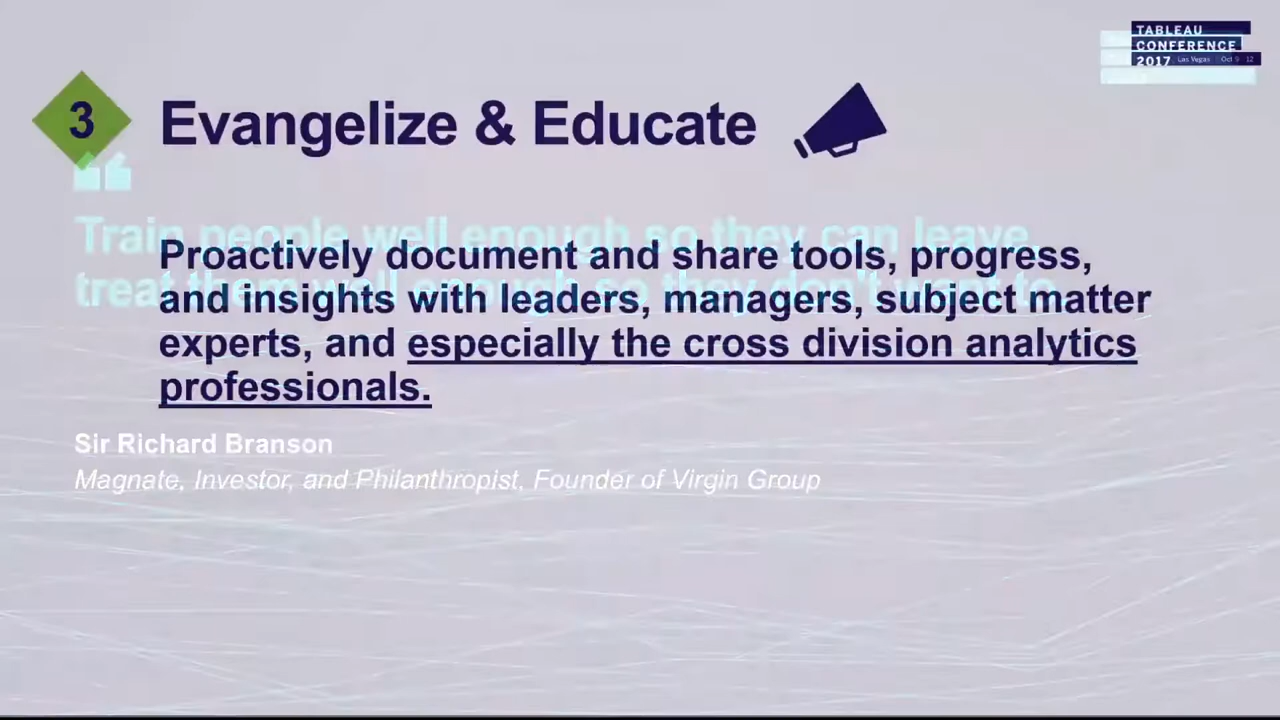 TABLEAU
CONFERENCE
2017 Las Vegas Oct 9 - 12
3 Evangelize & Educate
“
Train people well enough so they can leave,
treat them well enough so they don't want to.
Proactively document and share tools, progress,
and insights with leaders, managers, subject matter
experts, and especially the cross division analytics
professionals.
Sir Richard Branson
Magnate, Investor, and Philanthropist, Founder of Virgin Group